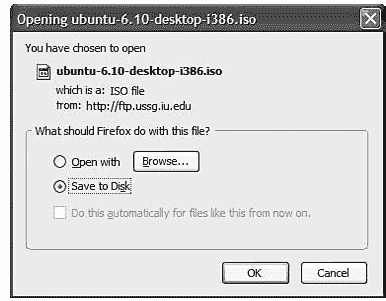 Opening ubuntu-6.10-desktop-i386.iso
You have chosen to open
ubuntu-6.10-desktop-i386.iso
which is a: ISO file
from: http://ftp.ussg.iu.edu
What should Firefox do with this file?
Open with Browse...
Save to Disk
Do this automatically for files like this from now on.
OK Cancel